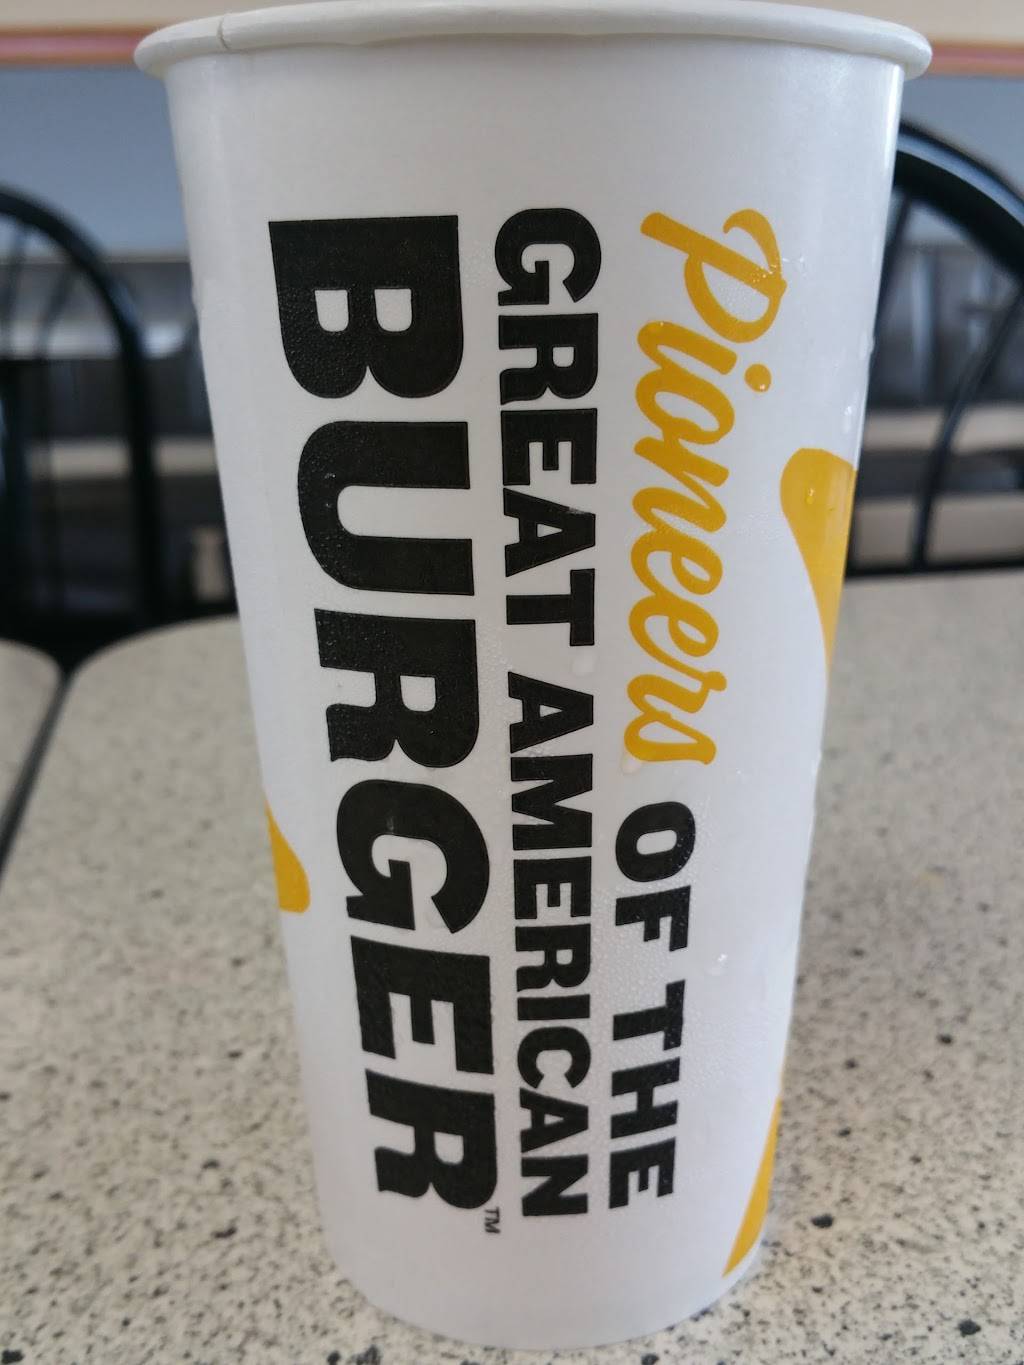 Pioneers OF THE
GREAT AMERICAN
BURGER™